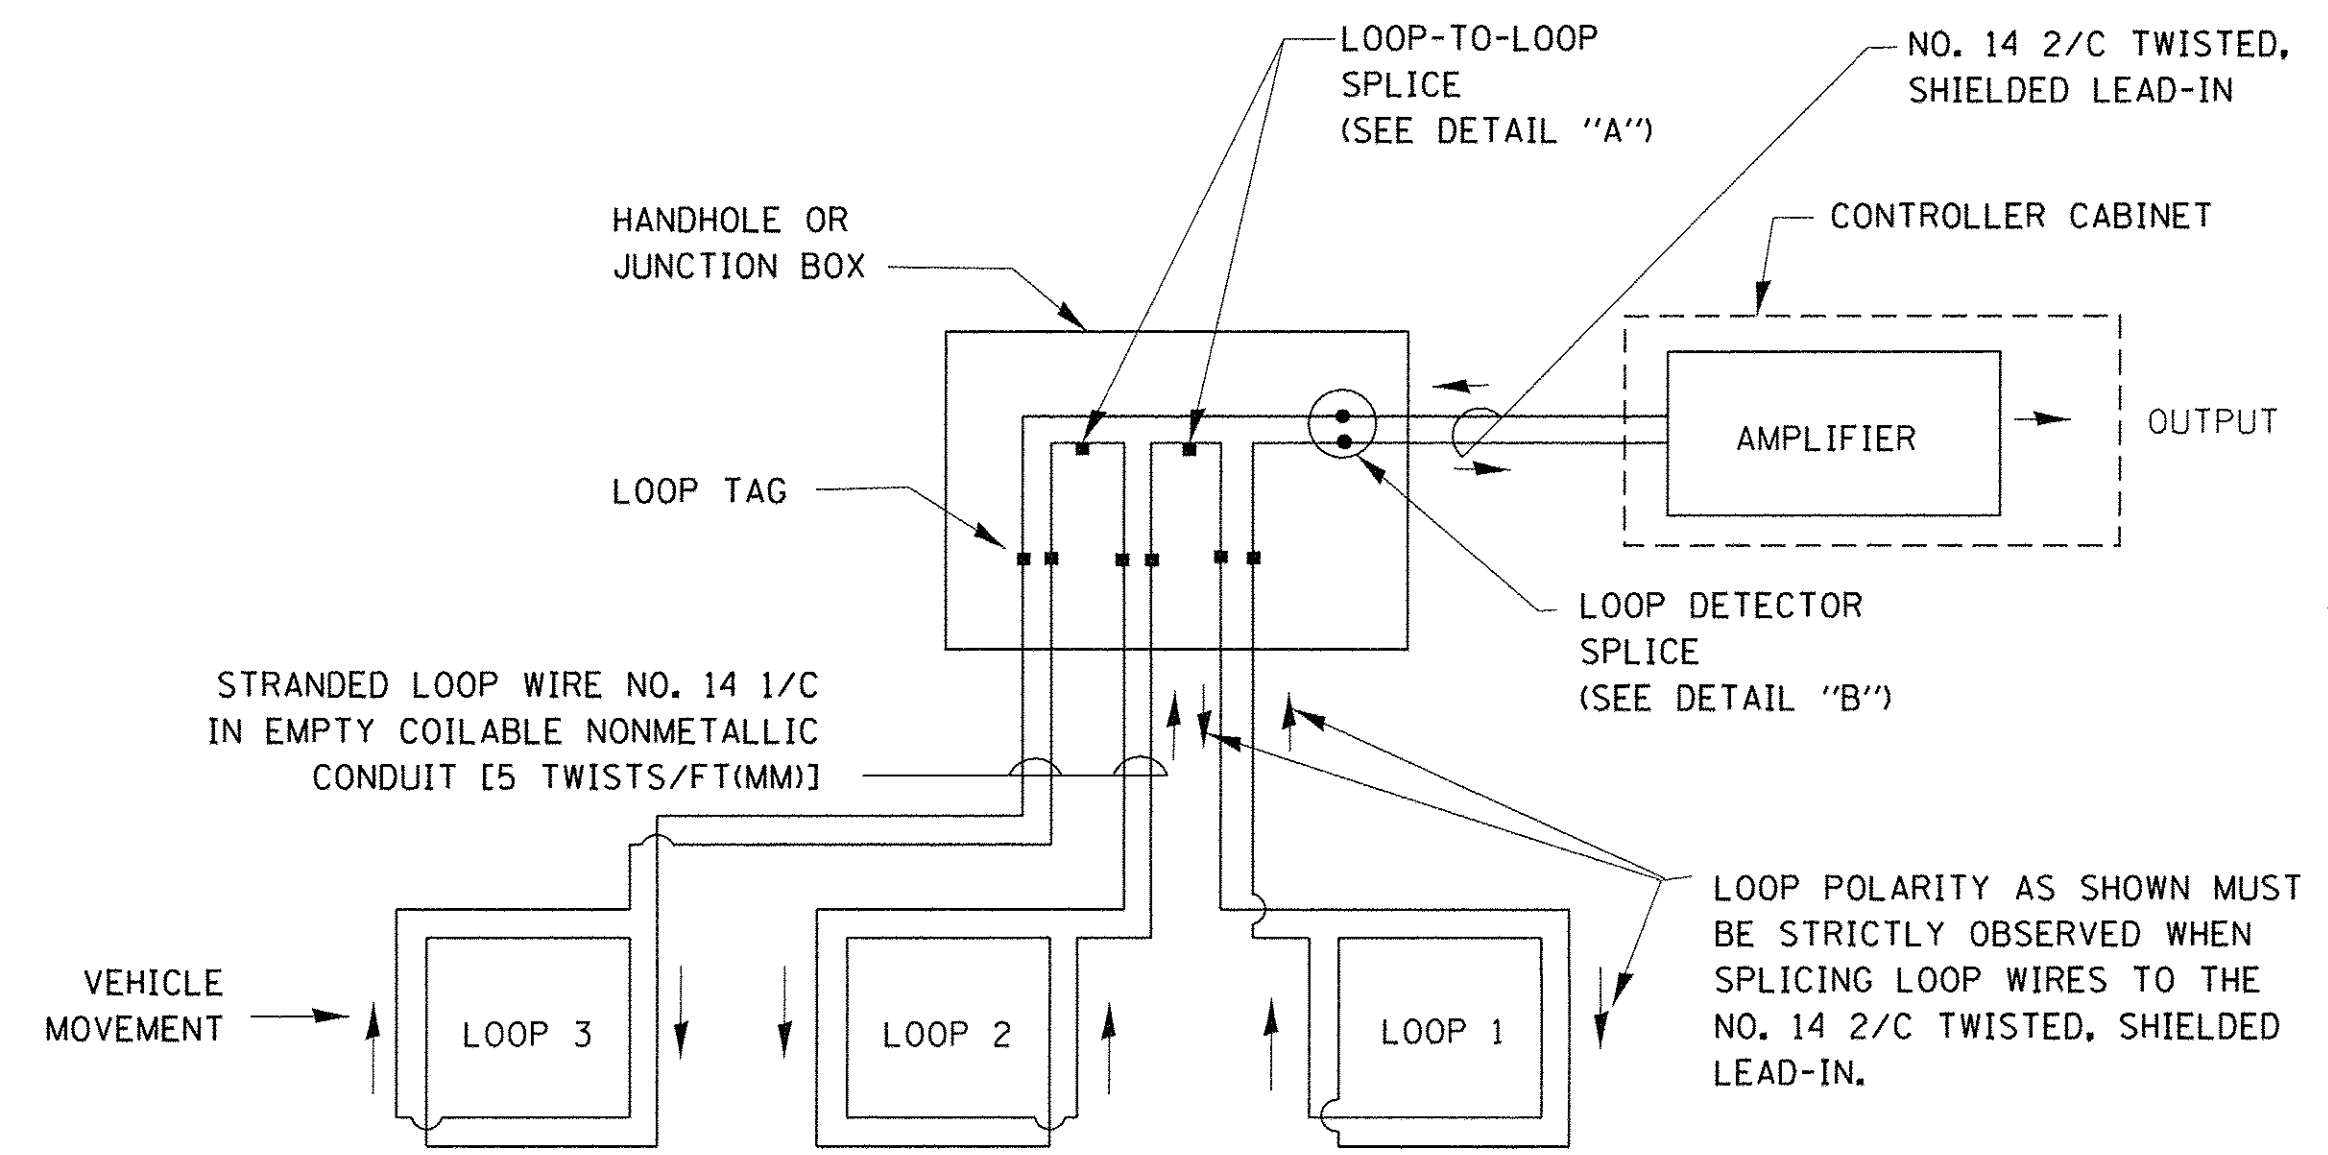 LOOP-TO-LOOP
SPLICE
(SEE DETAIL "A")
NO. 14 2/C TWISTED,
SHIELDED LEAD-IN
HANDHOLE OR
JUNCTION BOX
CONTROLLER CABINET
AMPLIFIER
OUTPUT
LOOP TAG
LOOP DETECTOR
SPLICE
(SEE DETAIL "B")
STRANDED LOOP WIRE NO. 14 1/C
IN EMPTY COILABLE NONMETALLIC
CONDUIT [5 TWISTS/FT(MM)]
LOOP POLARITY AS SHOWN MUST
BE STRICTLY OBSERVED WHEN
SPLICING LOOP WIRES TO THE
NO. 14 2/C TWISTED, SHIELDED
LEAD-IN.
VEHICLE
MOVEMENT
LOOP 3
LOOP 2
LOOP 1